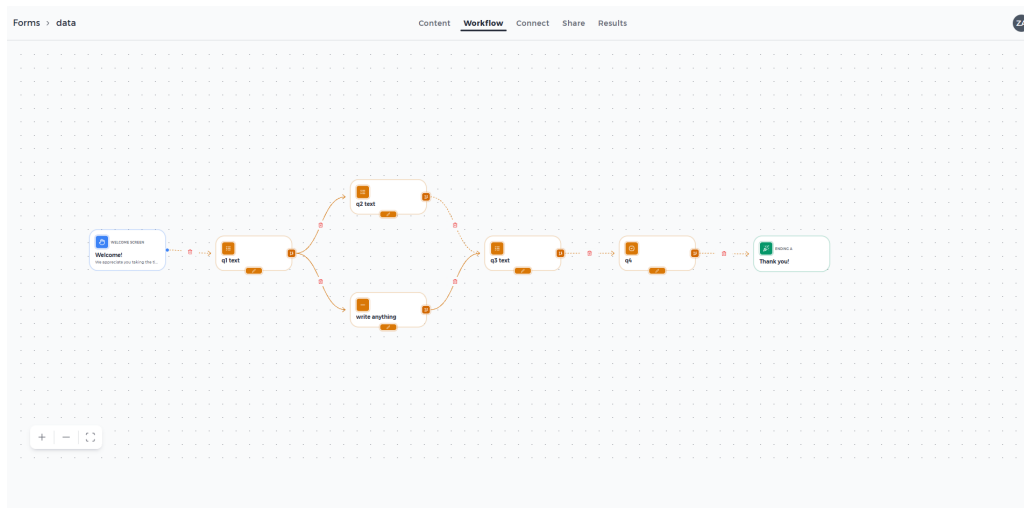 Forms > data
Content Workflow Connect Share Results
ZA
q2 text
WELCOME SCREEN
Welcome!
We appreciate you taking the ti...
q1 text
q3 text
q4
ENDING A
Thank you!
write anything